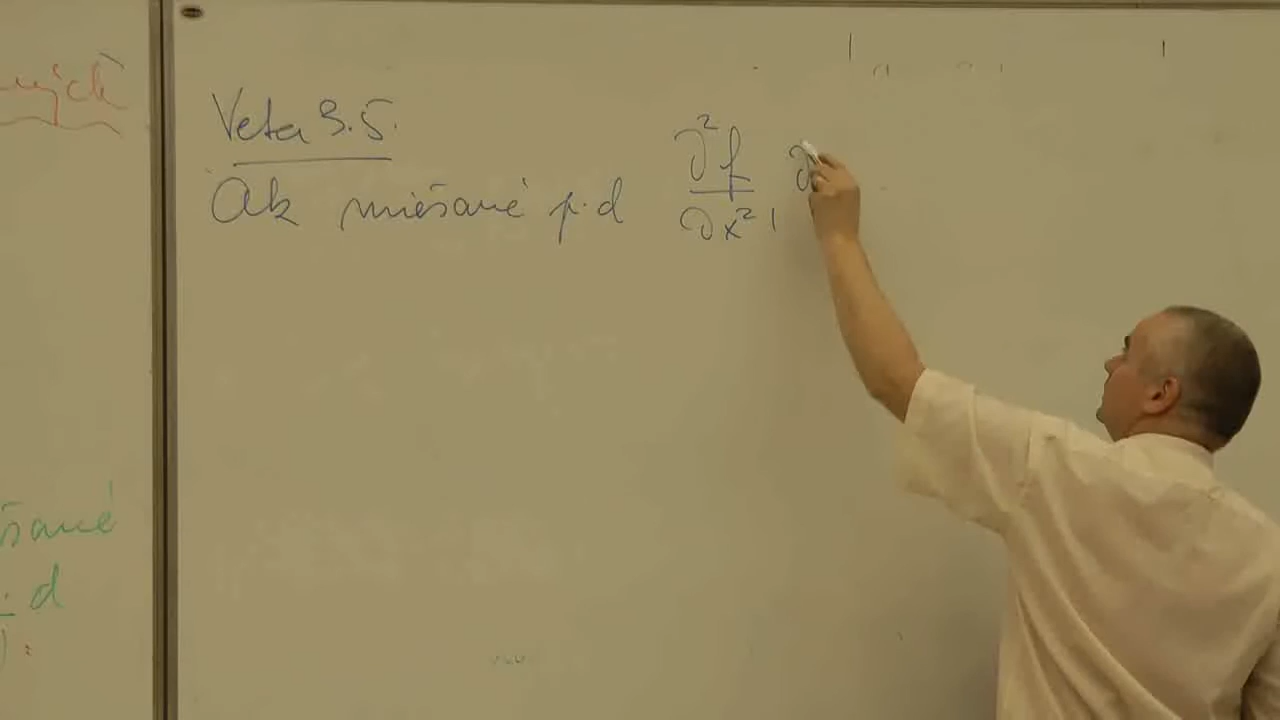 Veta 3.5.
Ak miešané p.d ∂²f/∂x², ∂
šané
. d
) :